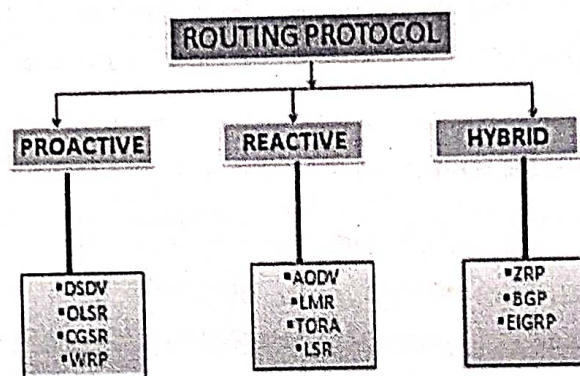 ROUTING PROTOCOL
PROACTIVE
REACTIVE
HYBRID
▪DSDV
▪OLSR
▪CGSR
▪WRP
▪AODV
▪LMR
▪TORA
▪LSR
▪ZRP
▪BGP
▪EIGRP